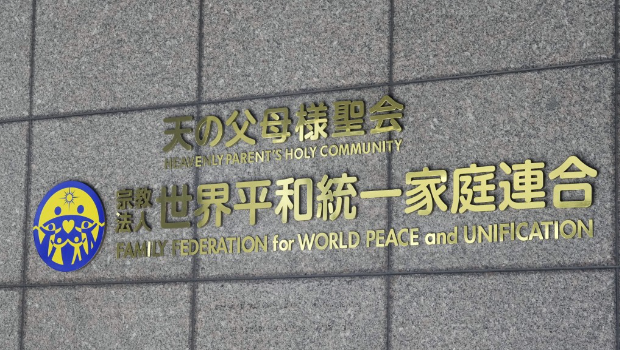 天の父母様聖会
HEAVENLY PARENT'S HOLY COMMUNITY
宗教
法人
世界平和統一家庭連合
FAMILY FEDERATION for WORLD PEACE and UNIFICATION